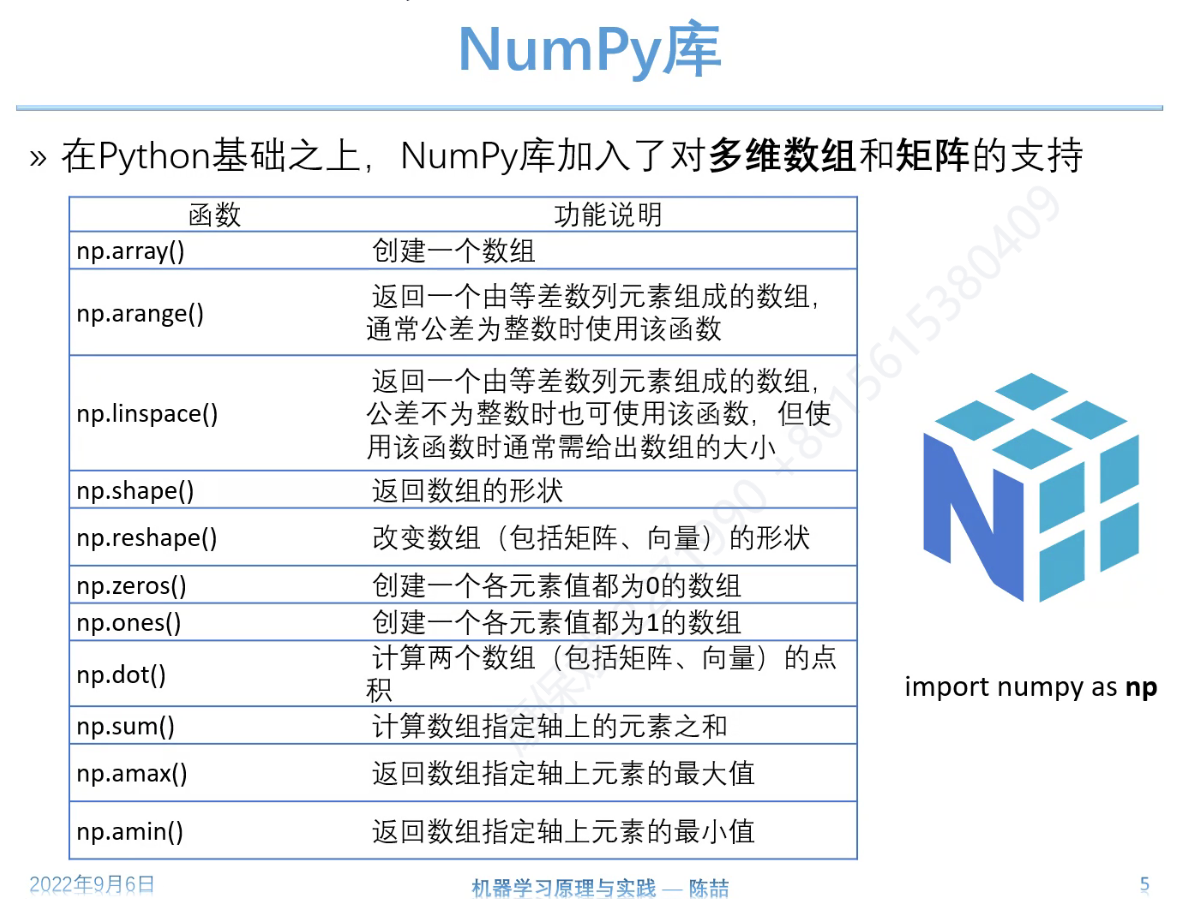 NumPy库
» 在Python基础之上，NumPy库加入了对多维数组和矩阵的支持
函数 功能说明
np.array() 创建一个数组
np.arange() 返回一个由等差数列元素组成的数组，
通常公差为整数时使用该函数
np.linspace() 返回一个由等差数列元素组成的数组，
公差不为整数时也可使用该函数，但使
用该函数时通常需给出数组的大小
np.shape() 返回数组的形状
np.reshape() 改变数组（包括矩阵、向量）的形状
np.zeros() 创建一个各元素值都为0的数组
np.ones() 创建一个各元素值都为1的数组
np.dot() 计算两个数组（包括矩阵、向量）的点
积
np.sum() 计算数组指定轴上的元素之和
np.amax() 返回数组指定轴上元素的最大值
np.amin() 返回数组指定轴上元素的最小值
N
import numpy as np
2022年9月6日
机器学习原理与实践 — 陈喆
5